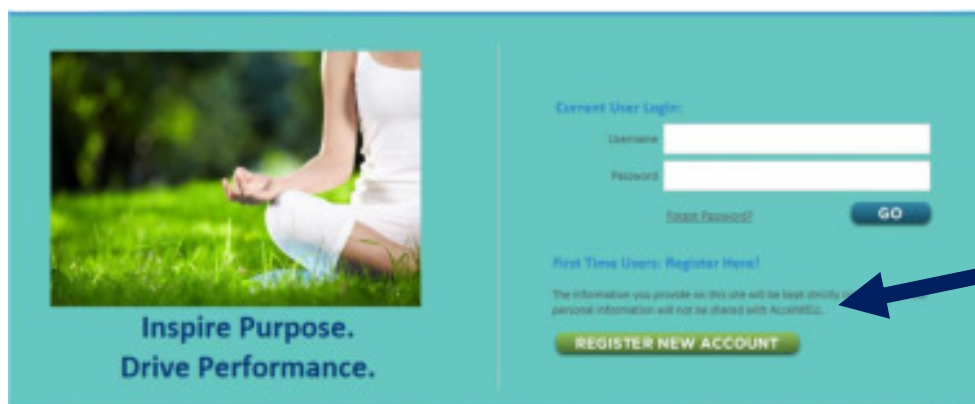 Inspire Purpose.
Drive Performance.
Current User Login:
Username
Password
Forgot Password?
GO
First Time Users: Register Here!
The information you provide on this site will be kept strictly
personal information will not be shared with
REGISTER NEW ACCOUNT